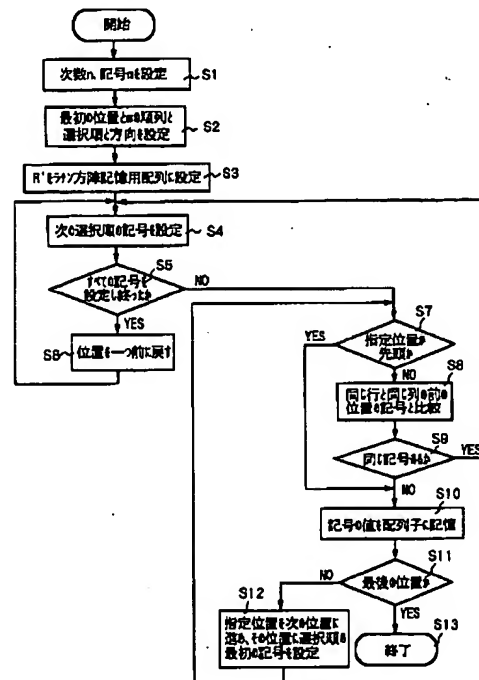 開始
次数n、記号mを設定
S1
最初の位置とmの順列と
選択順と方向を設定
S2
R'をラテン方陣記憶用配列に設定
S3
次の選択順の記号を設定
S4
すべての記号を
設定し終ったか
S5
NO
YES
S6
位置を一つ前に戻す
指定位置が
先頭か
S7
YES
NO
同じ行と同じ列の前の
位置の記号と比較
S8
同じ記号あるか
S9
YES
NO
記号の値を配列子に記憶
S10
最後の位置か
S11
NO
YES
S12
指定位置を次の位置に
進め、その位置に選択順の
最初の記号を設定
終了
S13